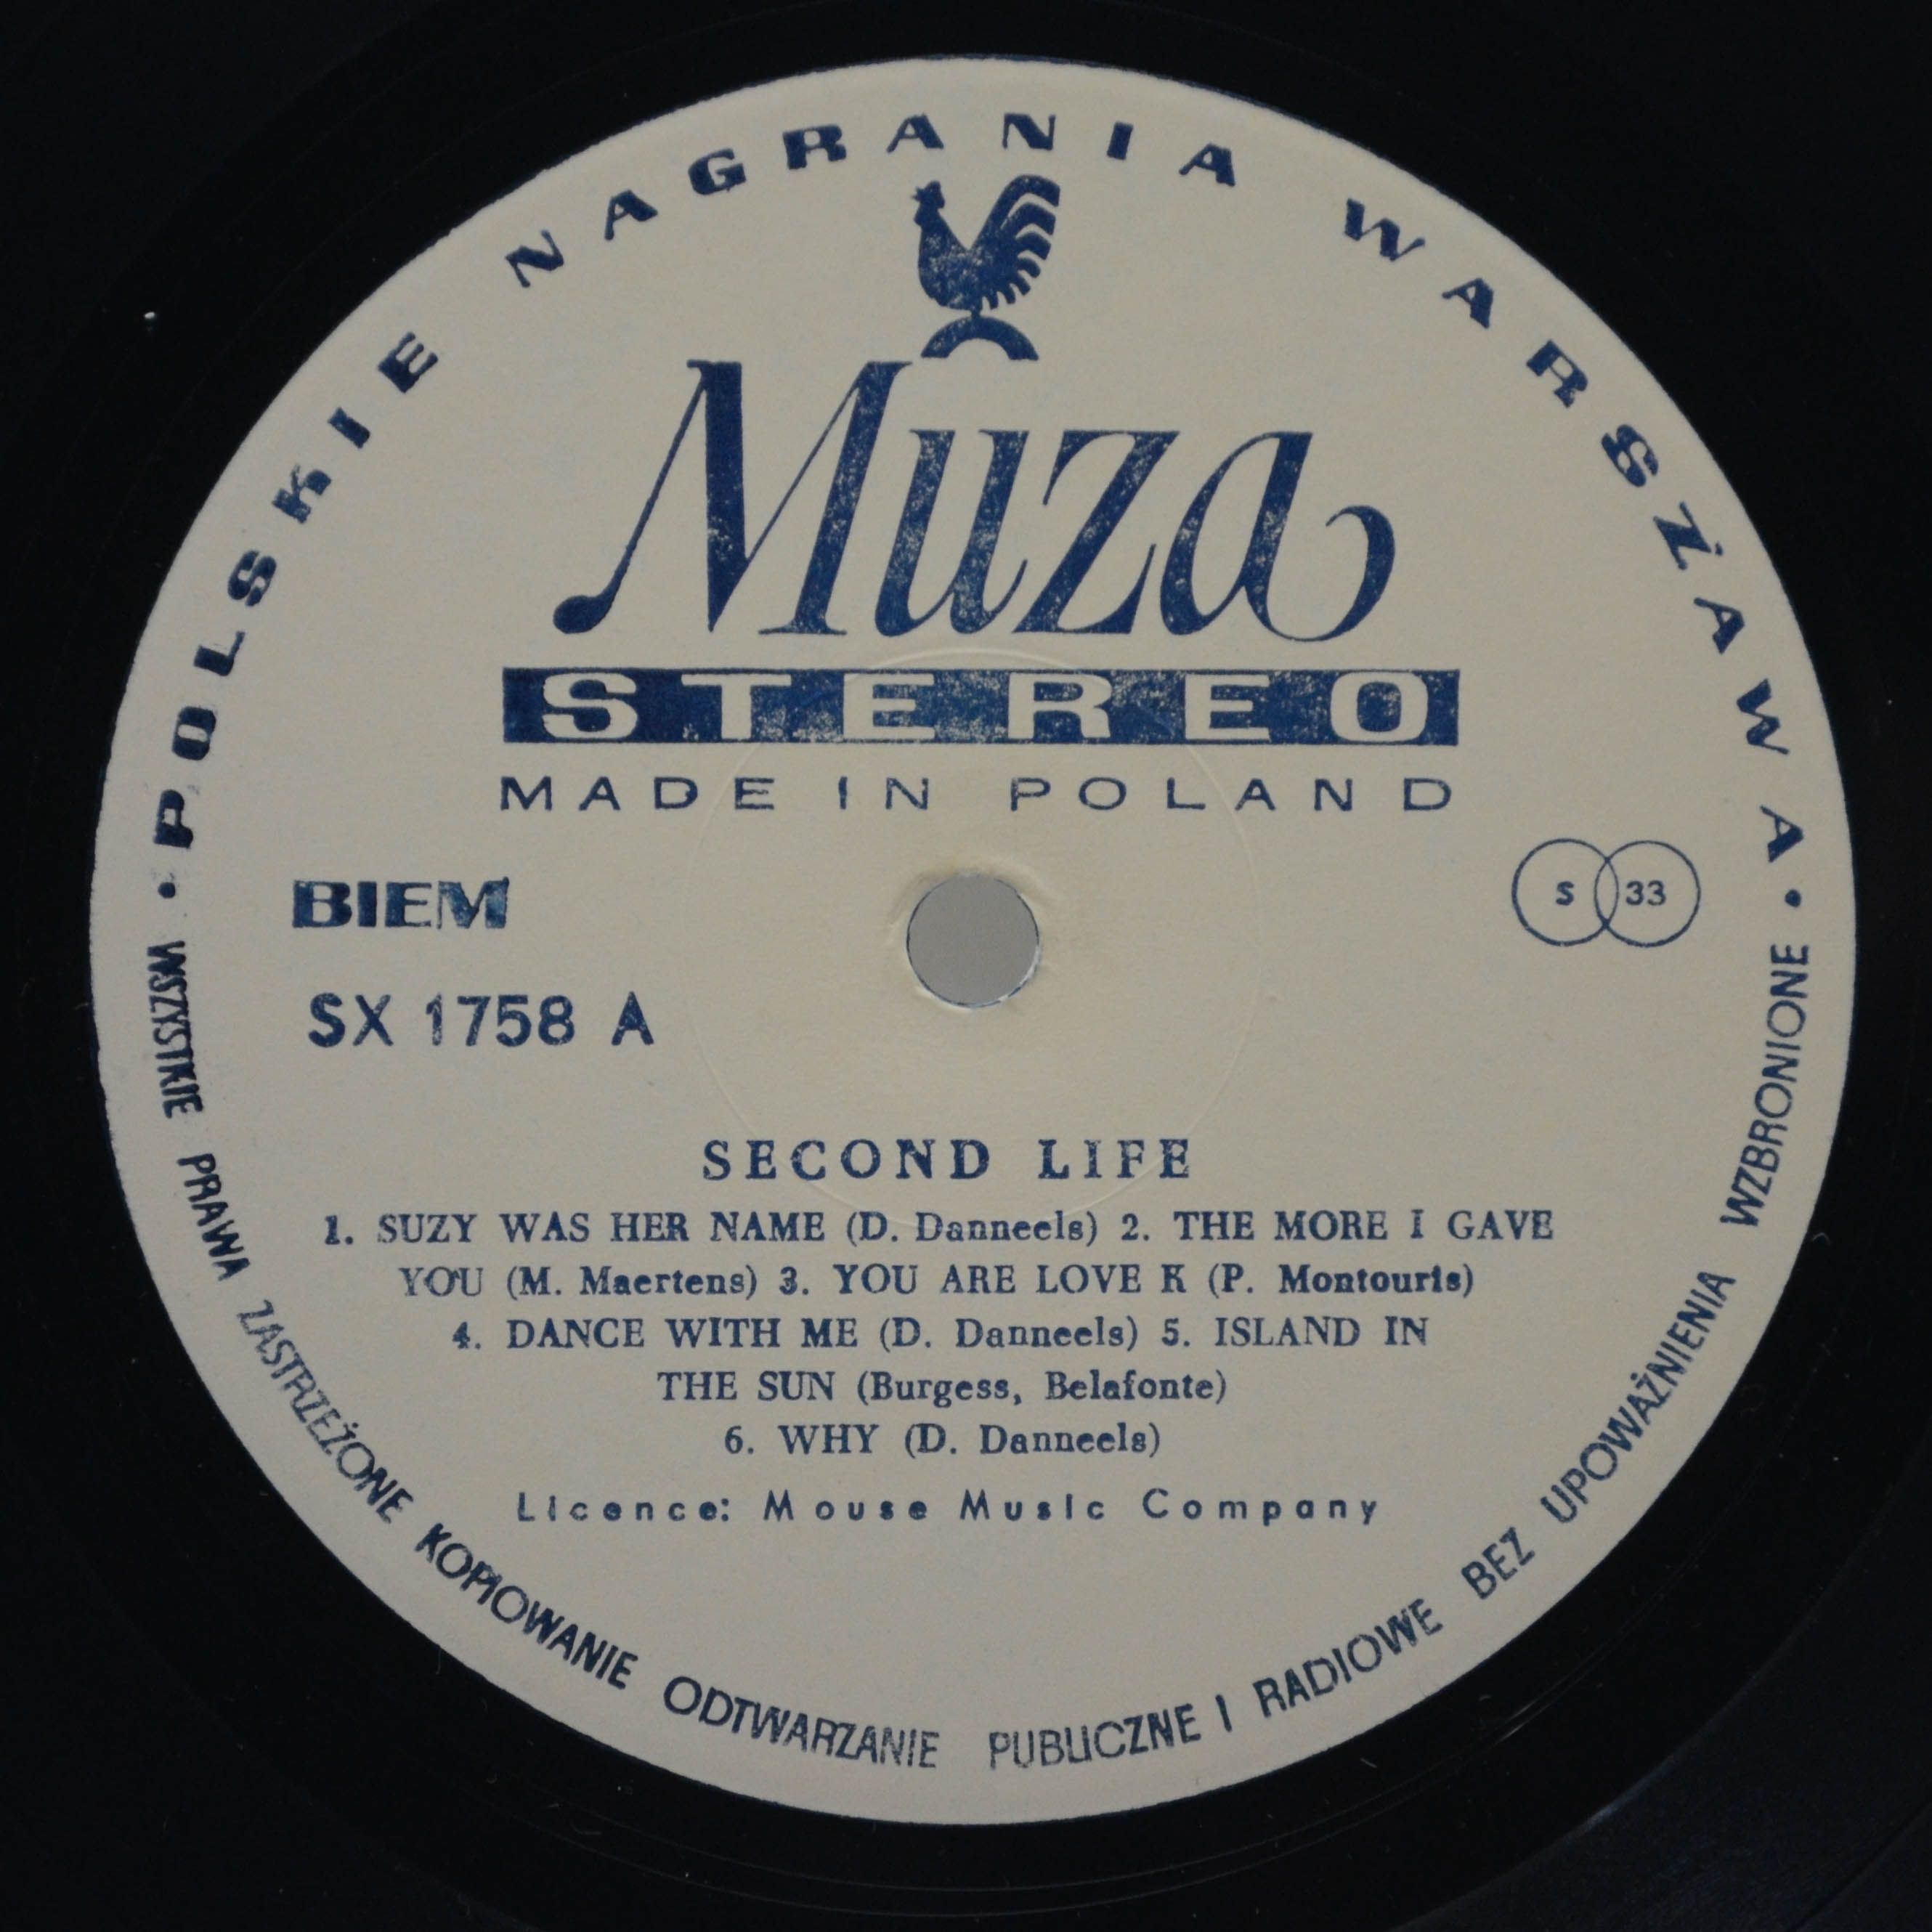 POLSKIE NAGRANIA WARSZAWA
Muza
STEREO
MADE IN POLAND
BIEM
S 33
SX 1758 A
SECOND LIFE
1. SUZY WAS HER NAME (D. Danneels) 2. THE MORE I GAVE
YOU (M. Maertens) 3. YOU ARE LOVE K (P. Montouris)
4. DANCE WITH ME (D. Danneels) 5. ISLAND IN
THE SUN (Burgess, Belafonte)
6. WHY (D. Danneels)
Licence: Mouse Music Company
• WSZYSTKIE PRAWA ZASTRZEŻONE KOPIOWANIE ODTWARZANIE PUBLICZNE I RADIOWE BEZ UPOWAŻNIENIA WZBRONIONE •